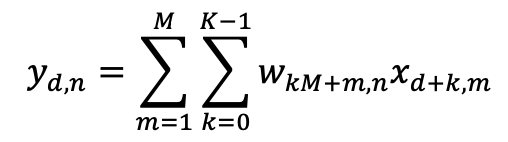 $y_{d,n} = \sum_{m=1}^{M} \sum_{k=0}^{K-1} w_{kM+m,n} x_{d+k,m}$